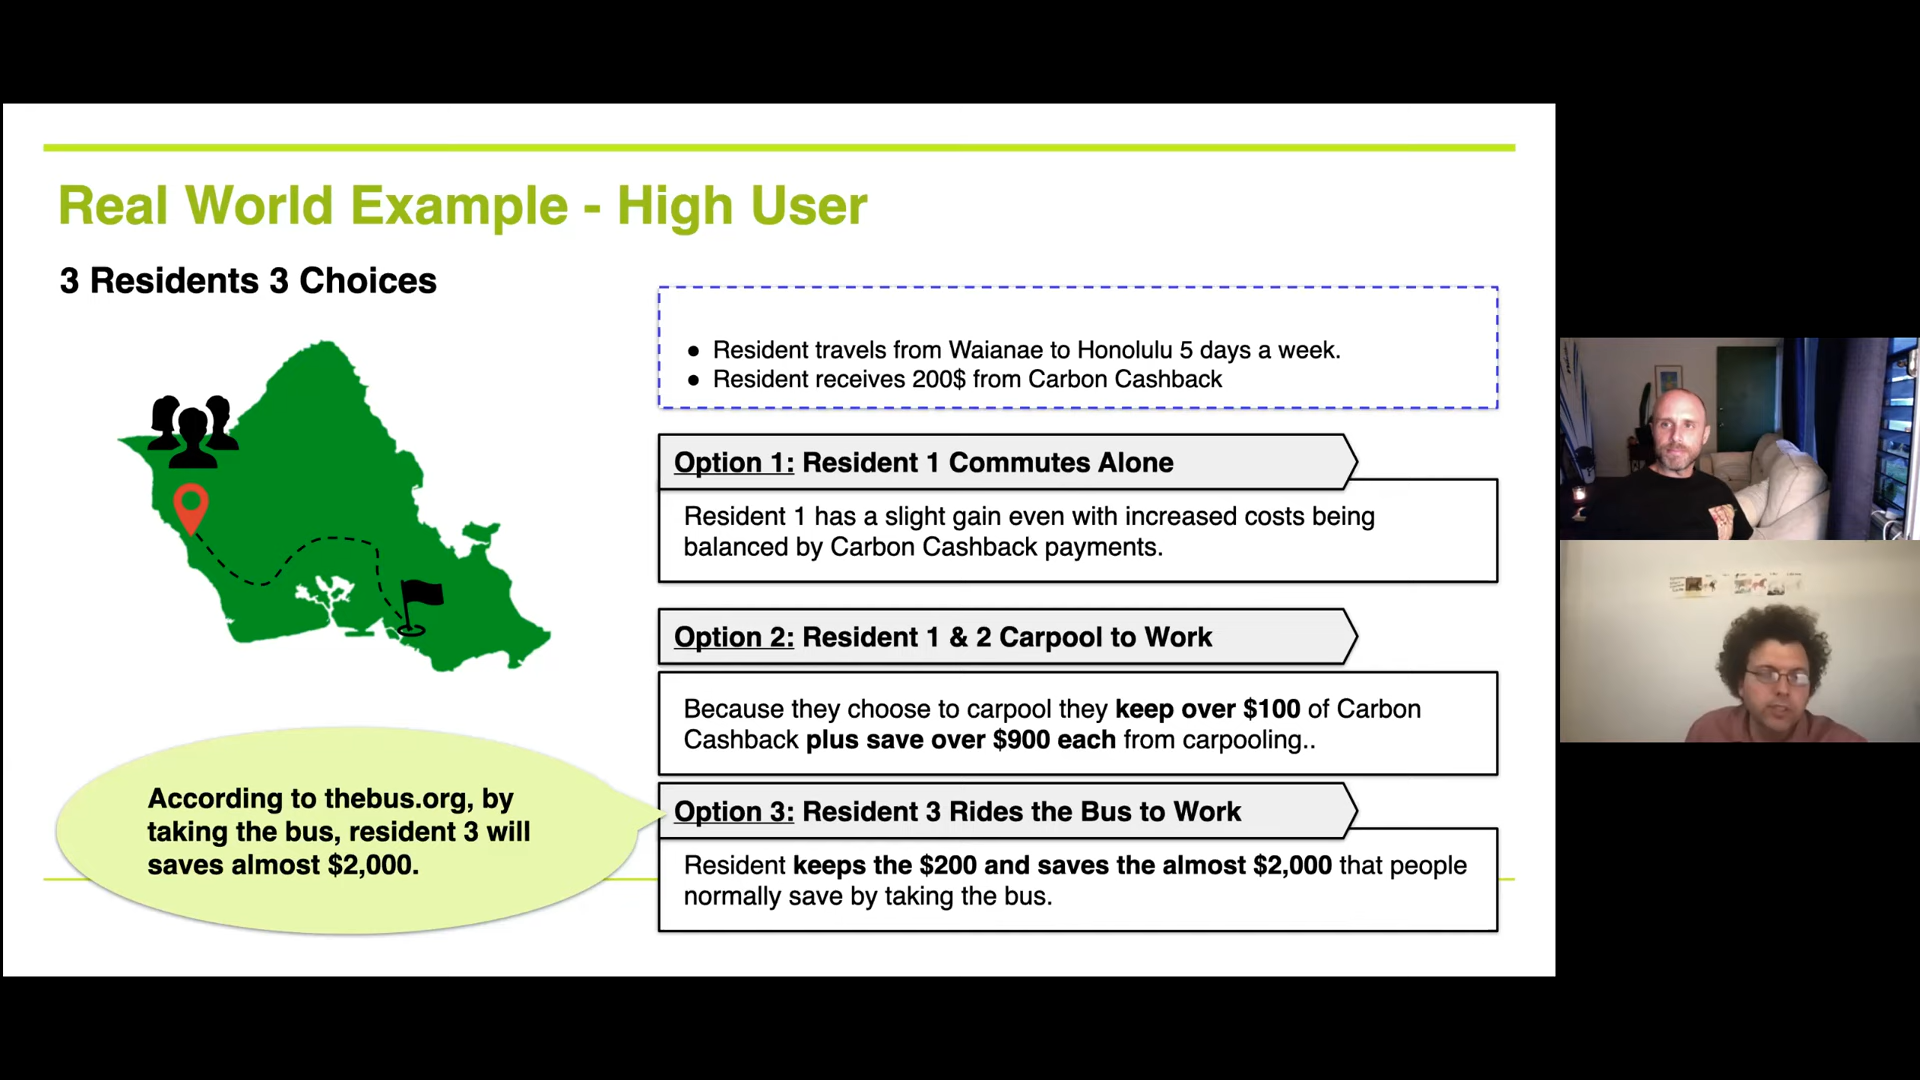 Real World Example - High User
3 Residents 3 Choices
● Resident travels from Waianae to Honolulu 5 days a week.
● Resident receives 200$ from Carbon Cashback
Option 1: Resident 1 Commutes Alone
Resident 1 has a slight gain even with increased costs being
balanced by Carbon Cashback payments.
Option 2: Resident 1 & 2 Carpool to Work
Because they choose to carpool they keep over $100 of Carbon
Cashback plus save over $900 each from carpooling..
According to thebus.org, by
taking the bus, resident 3 will
saves almost $2,000.
Option 3: Resident 3 Rides the Bus to Work
Resident keeps the $200 and saves the almost $2,000 that people
normally save by taking the bus.